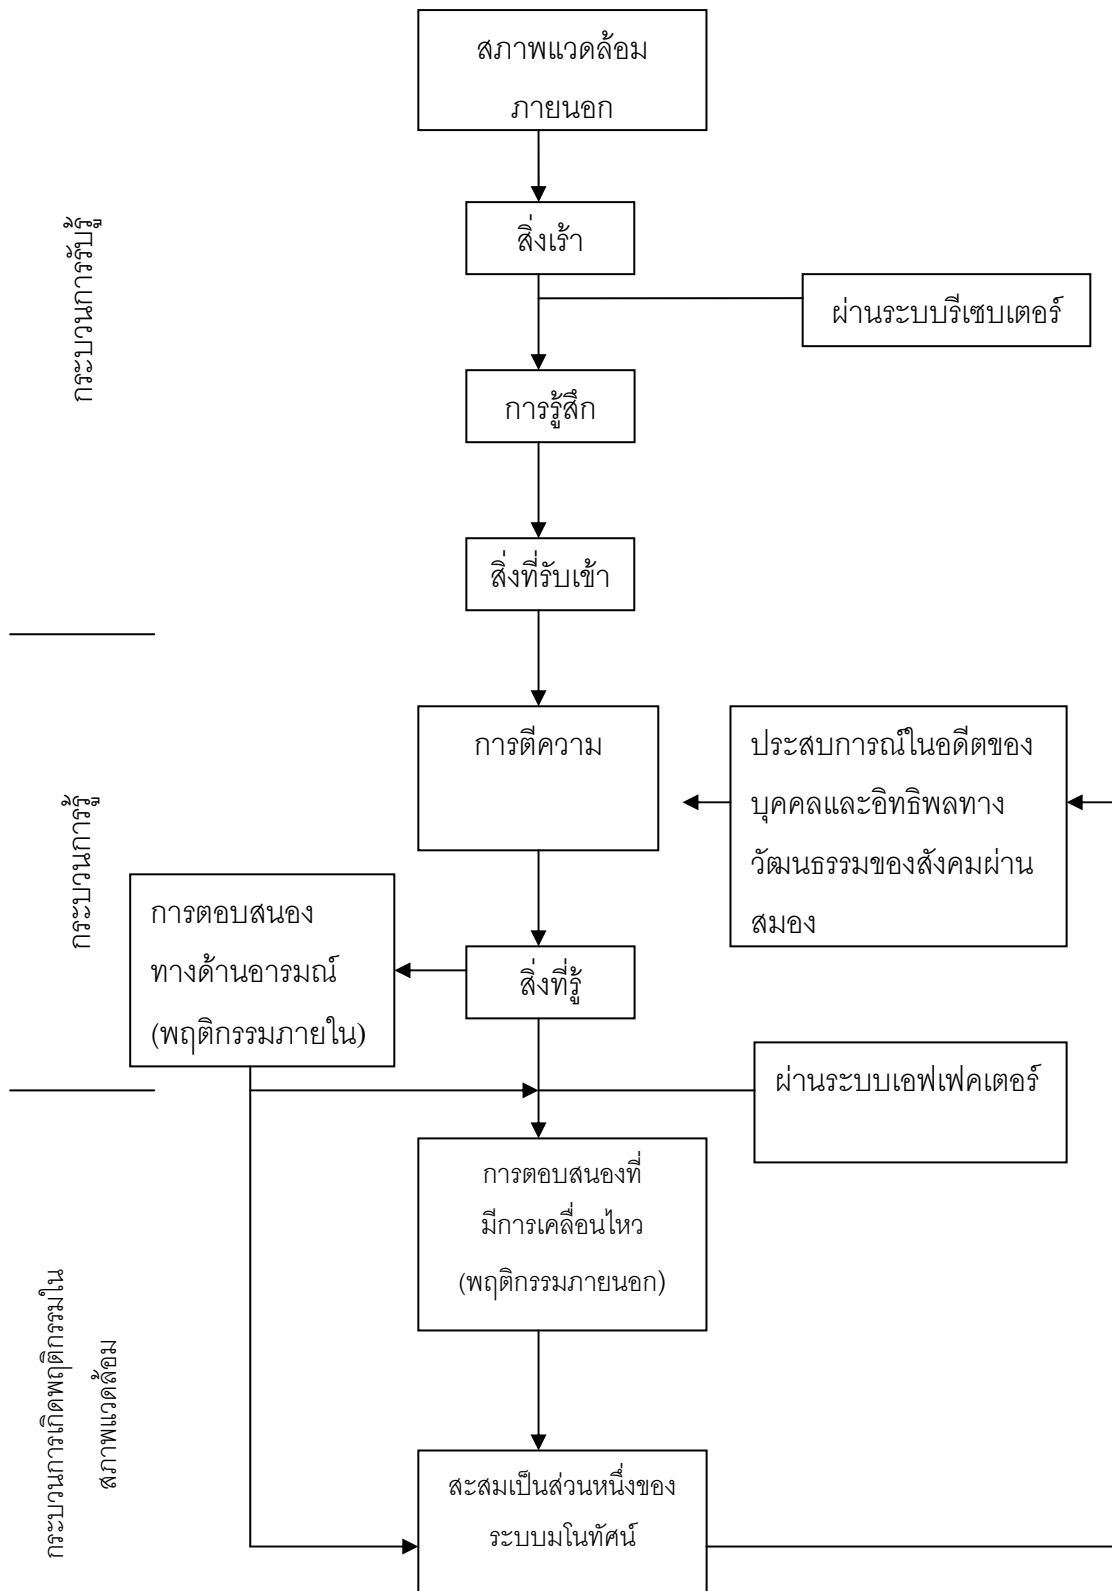 สภาพแวดล้อม
ภายนอก
กระบวนการรับรู้
สิ่งเร้า
ผ่านระบบรีเซบเตอร์
การรู้สึก
สิ่งที่รับเข้า
กระบวนการรู้
การตีความ
ประสบการณ์ในอดีตของ
บุคคลและอิทธิพลทาง
วัฒนธรรมของสังคมผ่าน
สมอง
การตอบสนอง
ทางด้านอารมณ์
(พฤติกรรมภายใน)
สิ่งที่รู้
ผ่านระบบเอฟเฟคเตอร์
กระบวนการเกิดพฤติกรรมใน
สภาพแวดล้อม
การตอบสนองที่
มีการเคลื่อนไหว
(พฤติกรรมภายนอก)
สะสมเป็นส่วนหนึ่งของ
ระบบมโนทัศน์